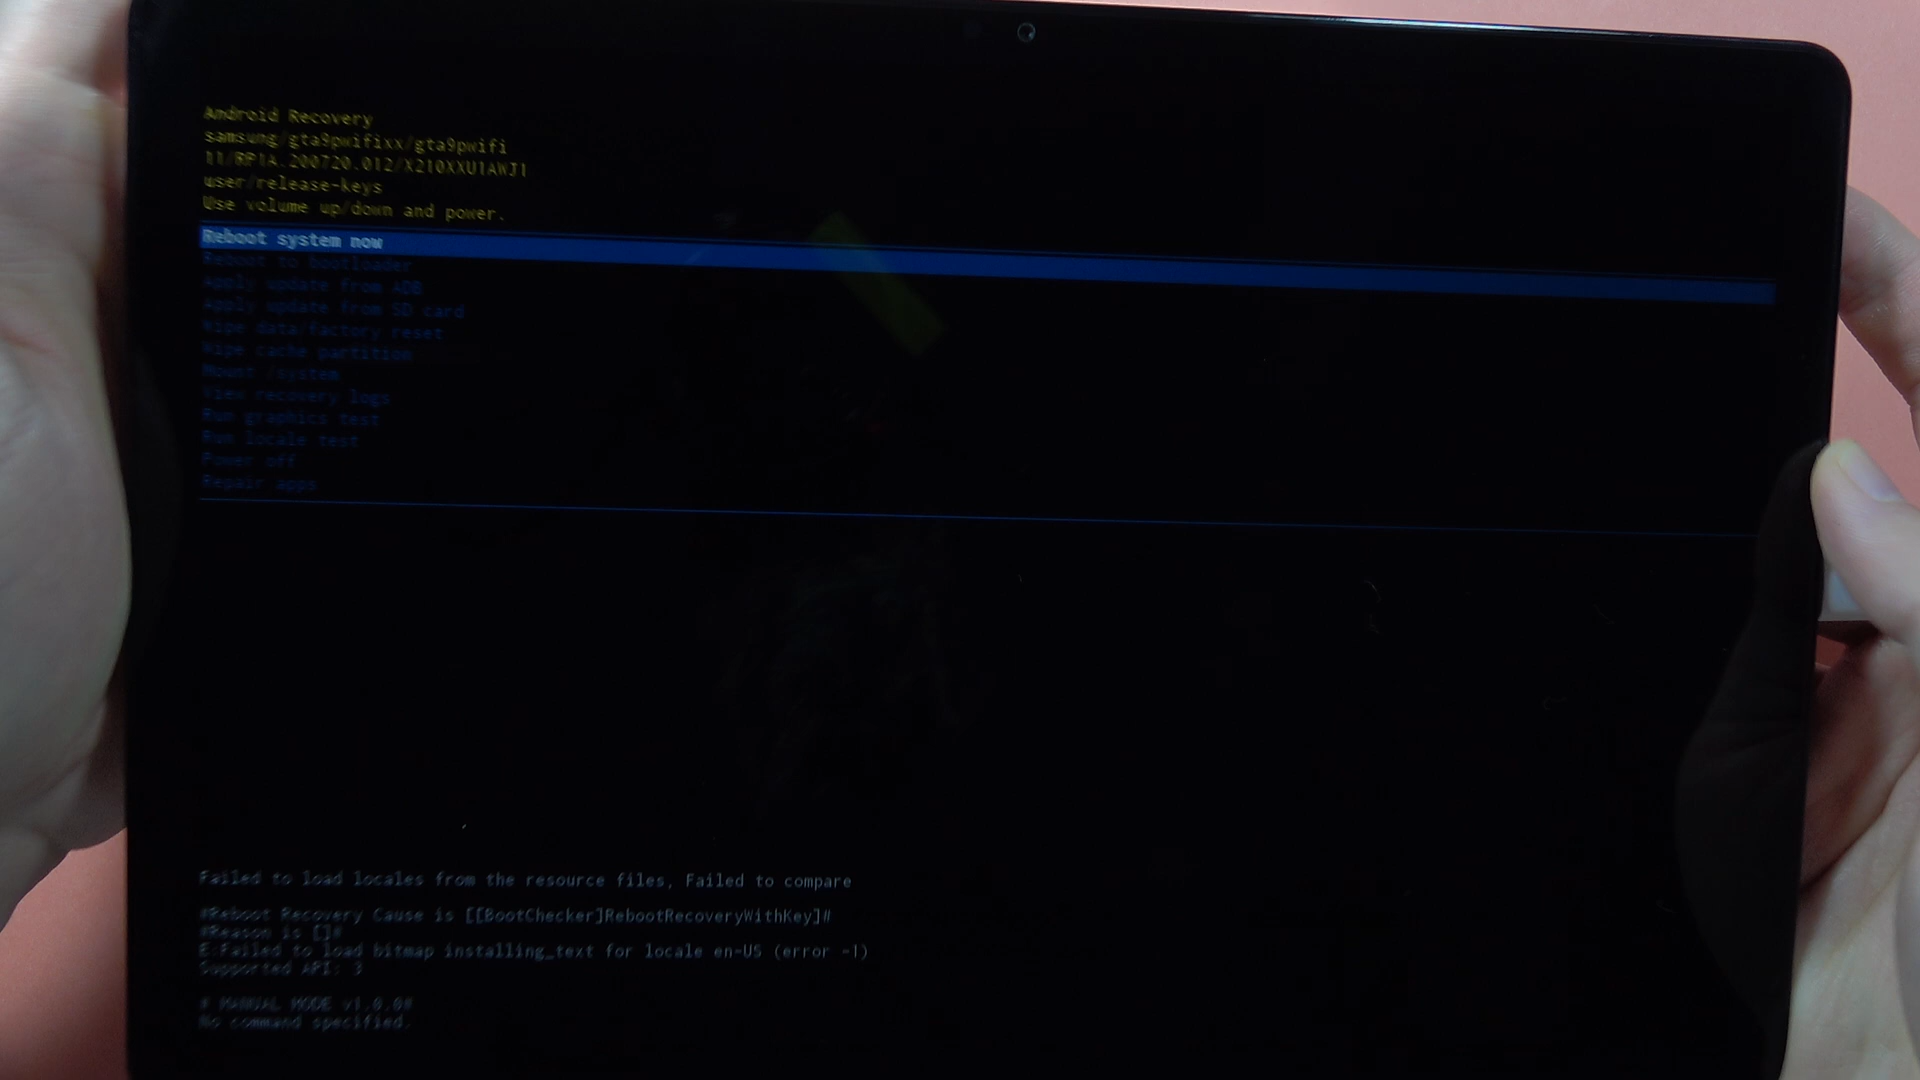 Android Recovery
samsung/gta9pwifixx/gta9pwifi
11/RP1A.200720.012/X210XXU1AWJ1
user/release-keys
Use volume up/down and power.
Reboot system now
Reboot to bootloader
Apply update from ADB
Apply update from SD card
Wipe data/factory reset
Wipe cache partition
Mount /system
View recovery logs
Run graphics test
Run locale test
Power off
Repair apps
Failed to load locales from the resource files, Failed to compare
#Reboot Recovery Cause is [[BootChecker]RebootRecoveryWithKey]#
#Reason is []#
E:Failed to load bitmap installing_text for locale en-US (error -1)
Supported API: 3
# MANUAL MODE v1.0.0#
No command specified.